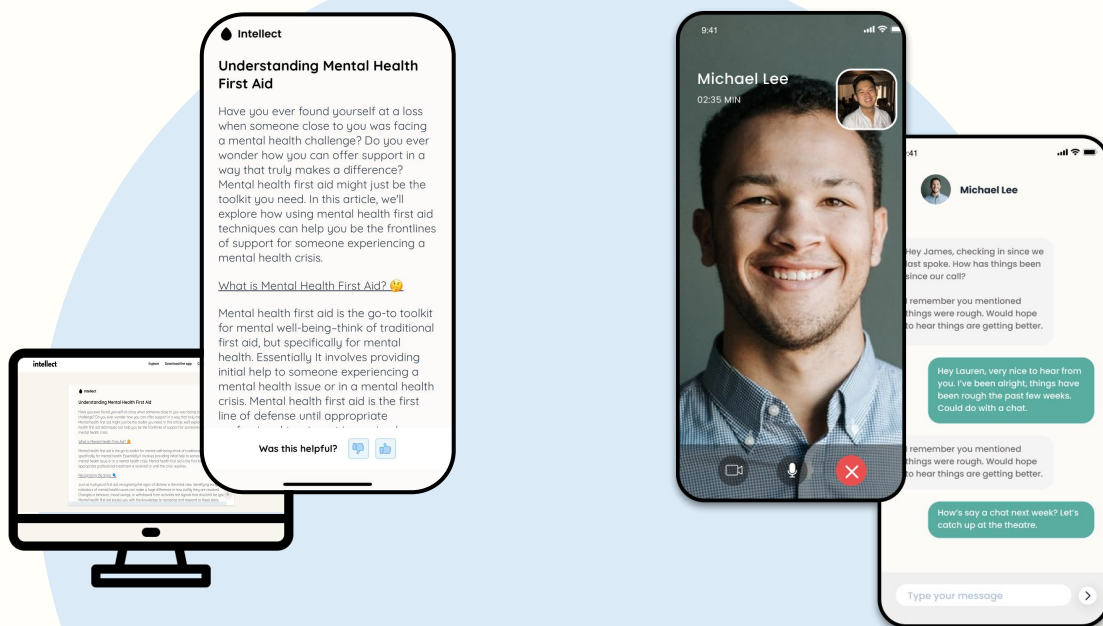 Intellect
Understanding Mental Health
First Aid
Have you ever found yourself at a loss
when someone close to you was facing
a mental health challenge? Do you ever
wonder how you can offer support in a
way that truly makes a difference?
Mental health first aid might just be the
toolkit you need. In this article, we'll
explore how using mental health first aid
techniques can help you be the frontlines
of support for someone experiencing a
mental health crisis.
What is Mental Health First Aid? 🤔
Mental health first aid is the go-to toolkit
for mental well-being–think of traditional
first aid, but specifically for mental
health. Essentially It involves providing
initial help to someone experiencing a
mental health issue or in a mental health
crisis. Mental health first aid is the first
line of defense until appropriate
Was this helpful?
intellect
Explore Download the app
Intellect
Understanding Mental Health First Aid
What is Mental Health First Aid? 🤔
9:41
Michael Lee
02:35 MIN
:41
Michael Lee
Hey James, checking in since we
last spoke. How has things been
since our call?
I remember you mentioned
things were rough. Would hope
to hear things are getting better.
Hey Lauren, very nice to hear from
you. I've been alright, things have
been rough the past few weeks.
Could do with a chat.
I remember you mentioned
things were rough. Would hope
to hear things are getting better.
How's say a chat next week? Let's
catch up at the theatre.
Type your message